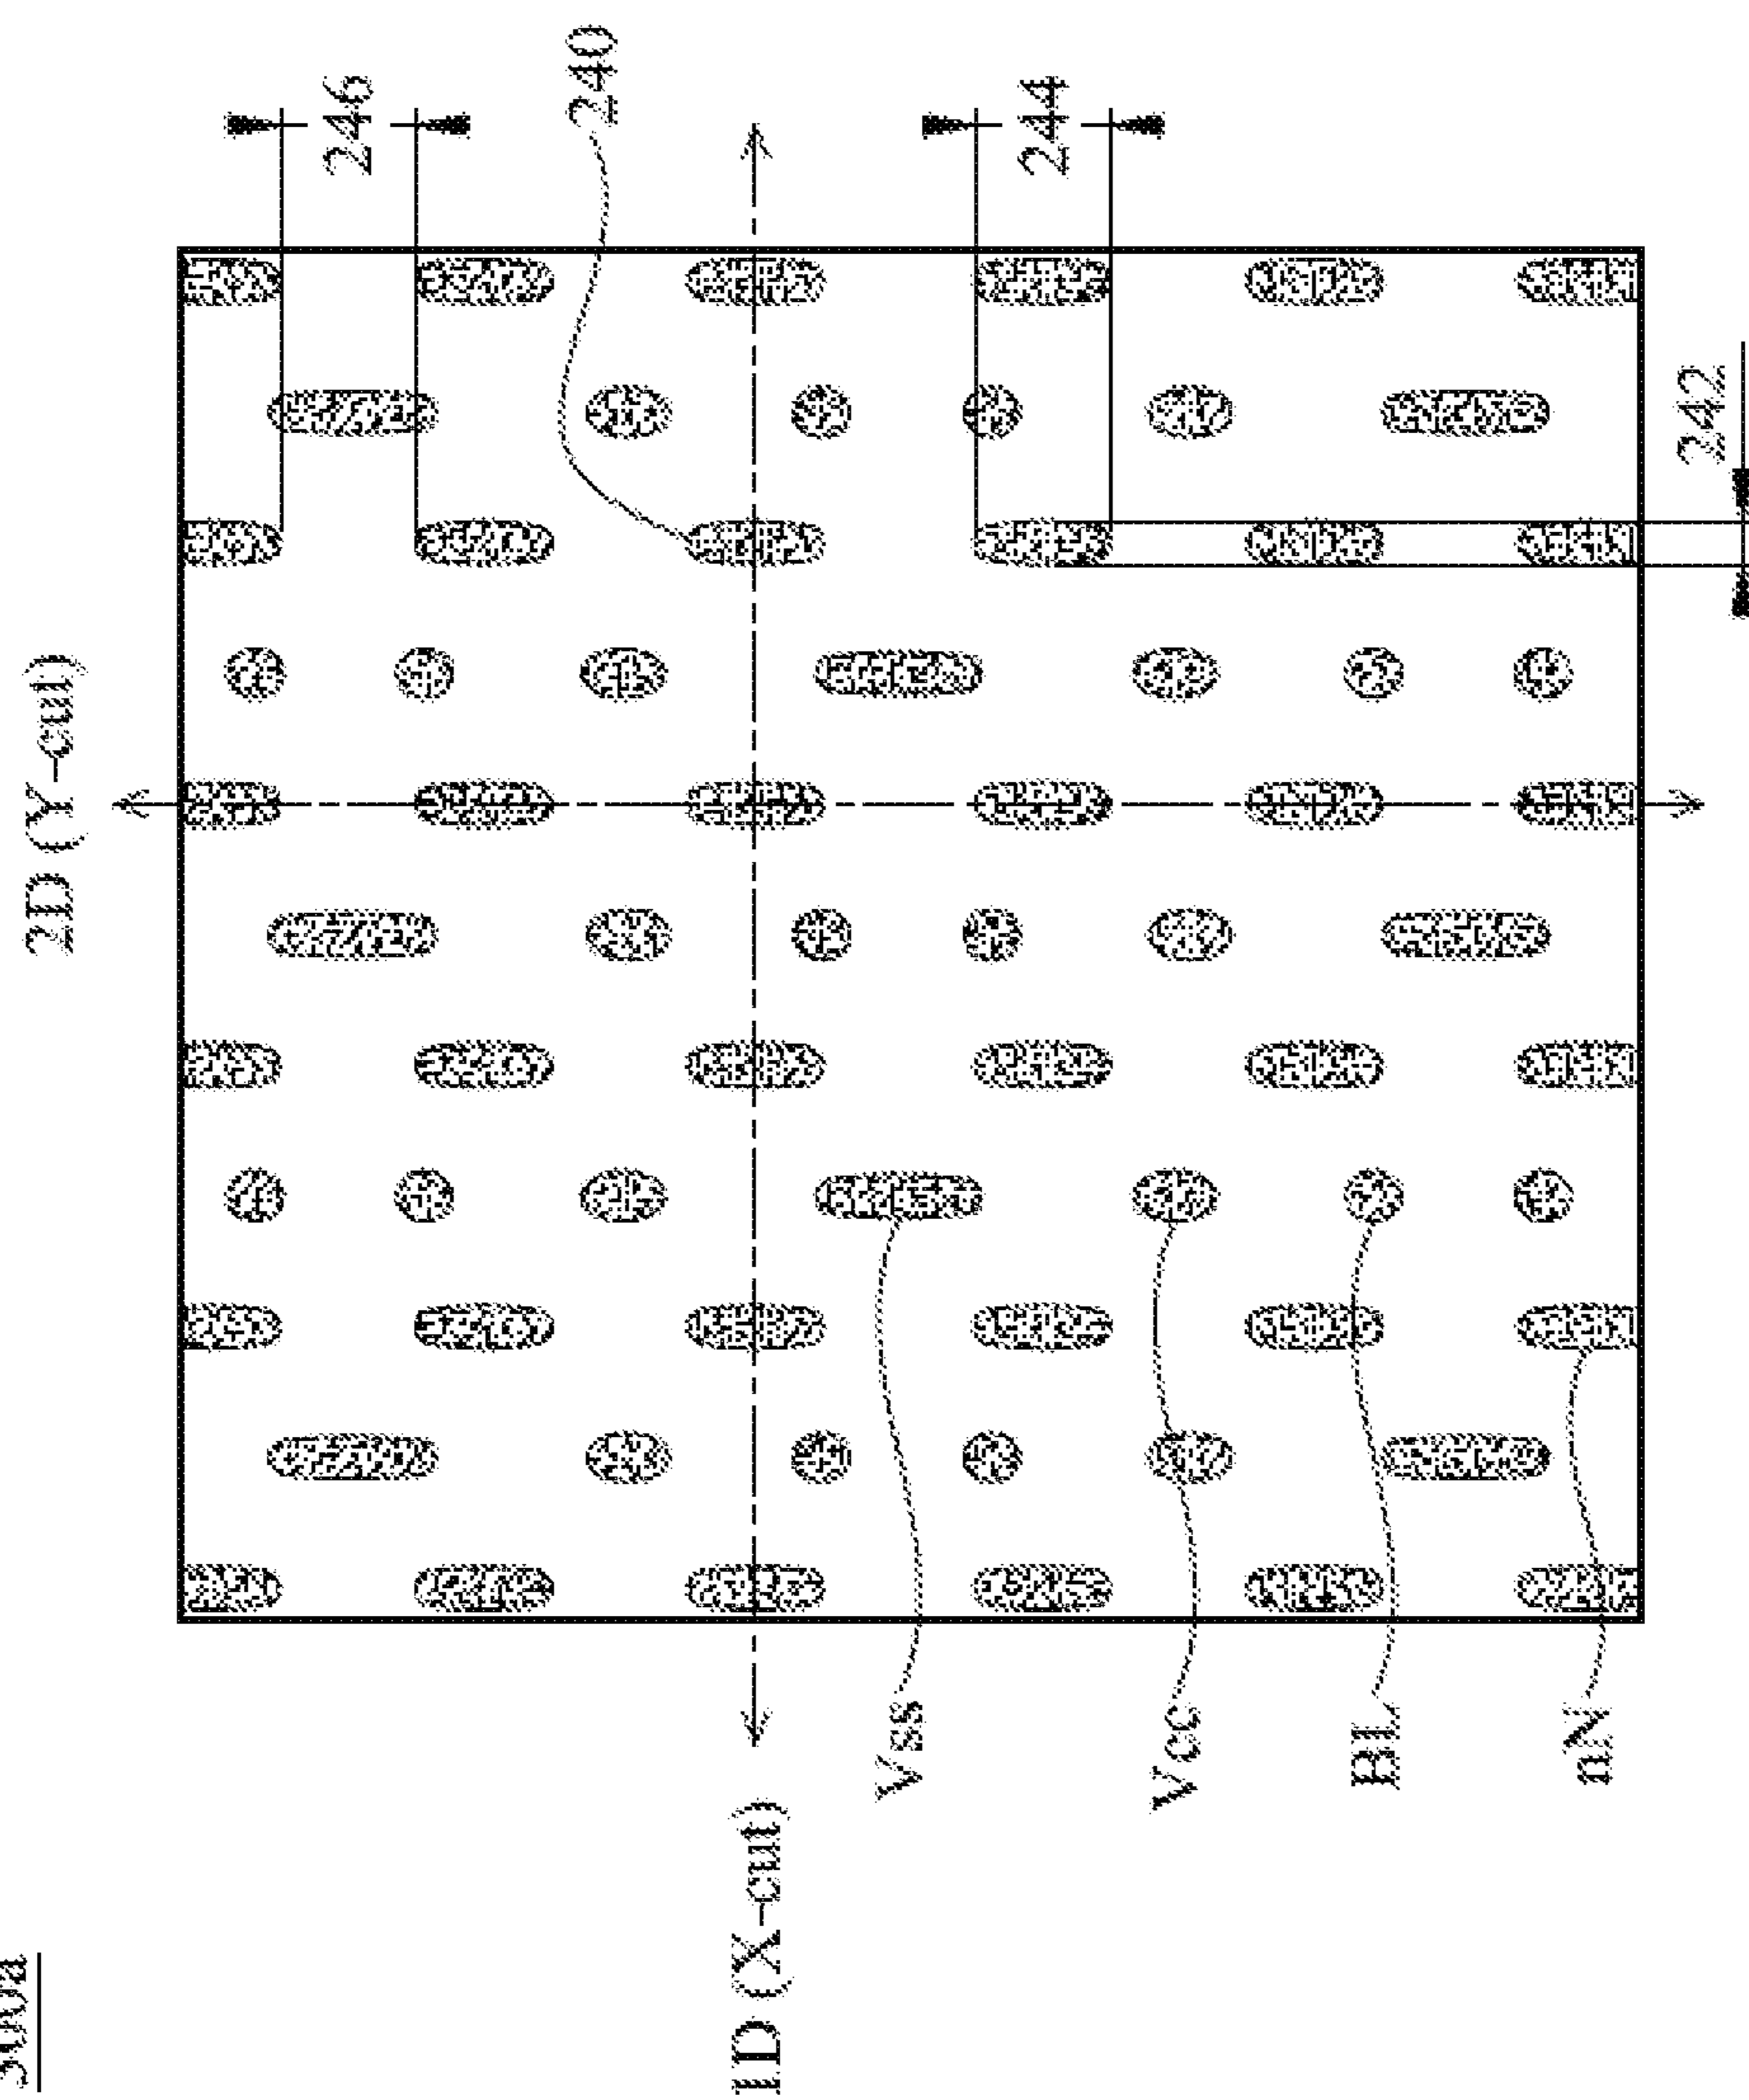 300a
2D (Y-cut)
246
240
1D (X-cut)
Vss
244
Vcc
BL
nN
242